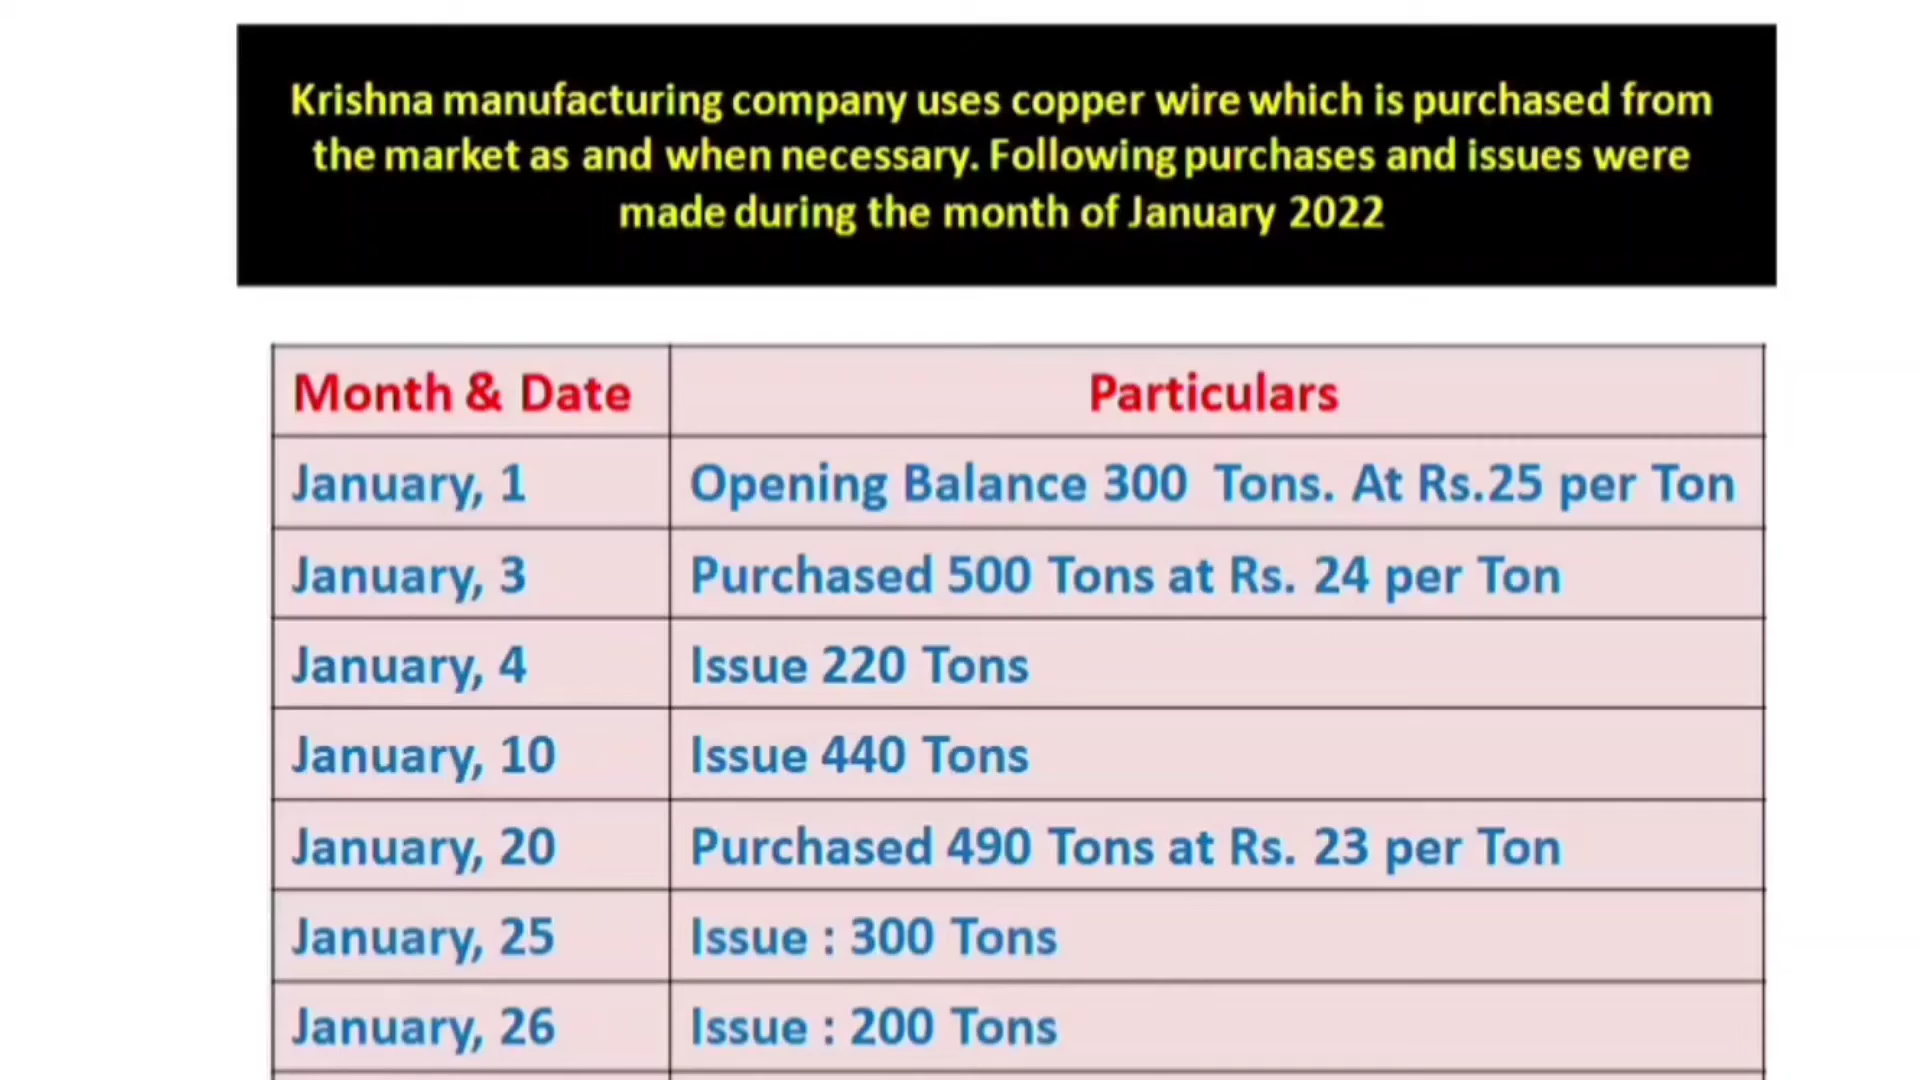 Krishna manufacturing company uses copper wire which is purchased from
the market as and when necessary. Following purchases and issues were
made during the month of January 2022
Month & Date Particulars
January, 1 Opening Balance 300 Tons. At Rs.25 per Ton
January, 3 Purchased 500 Tons at Rs. 24 per Ton
January, 4 Issue 220 Tons
January, 10 Issue 440 Tons
January, 20 Purchased 490 Tons at Rs. 23 per Ton
January, 25 Issue : 300 Tons
January, 26 Issue : 200 Tons